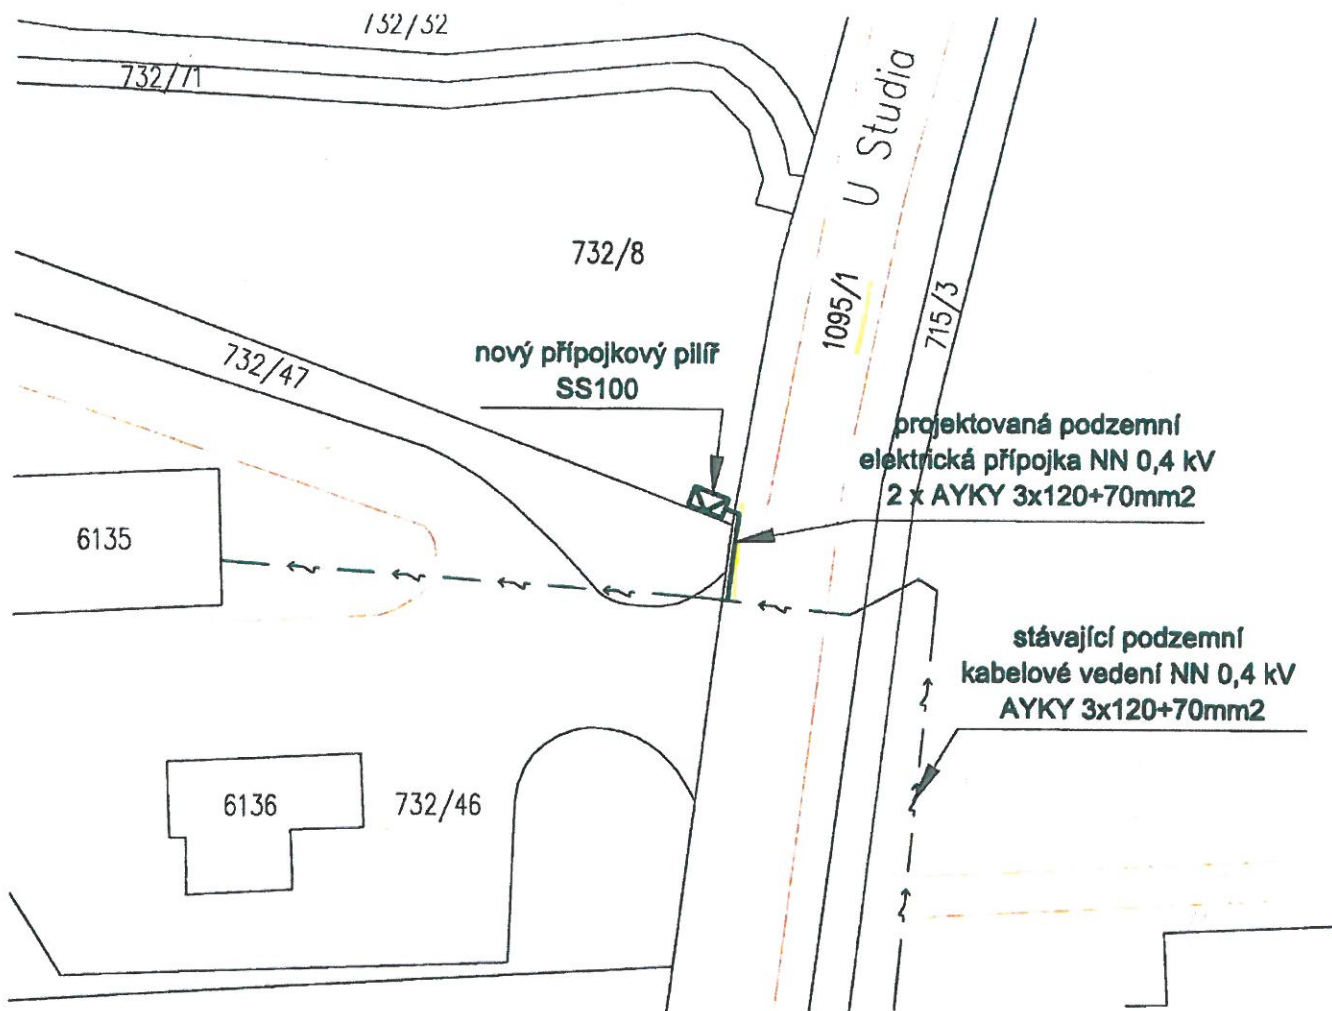 732/32
732/71
U Studia
732/8
1095/1
715/3
732/47
nový přípojkový pilíř
SS100
projektovaná podzemní
elektrická přípojka NN 0,4 kV
2 x AYKY 3x120+70mm2
6135
stávající podzemní
kabelové vedení NN 0,4 kV
AYKY 3x120+70mm2
6136
732/46